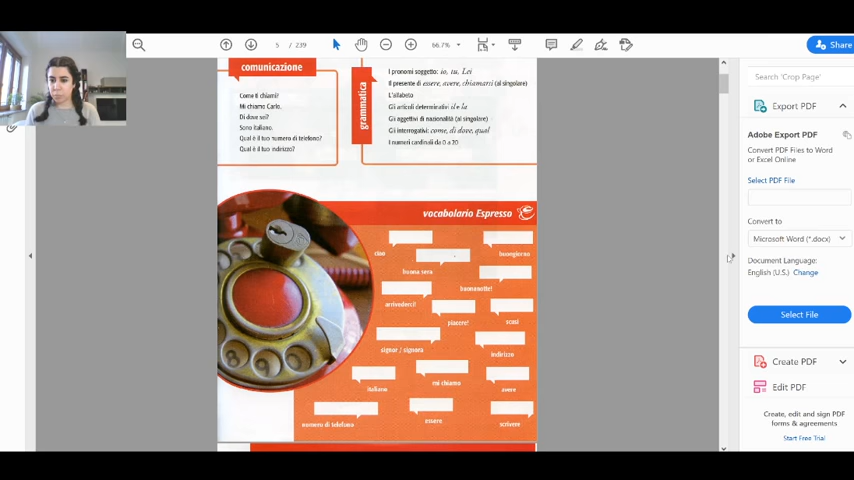 5 / 239
66.7%
Share
comunicazione
Come ti chiami?
Mi chiamo Carlo.
Di dove sei?
Sono italiano.
Qual è il tuo numero di telefono?
Qual è il tuo indirizzo?
grammatica
I pronomi soggetto: io, tu, Lei
Il presente di essere, avere, chiamarsi (al singolare)
L'alfabeto
Gli articoli determinativi il e la
Gli aggettivi di nazionalità (al singolare)
Gli interrogativi: come, di dove, qual
I numeri cardinali da 0 a 20
vocabolario Espresso
ciao
buongiorno
buona sera
buonanotte!
arrivederci!
piacere!
scusi
signor / signora
indirizzo
italiano
mi chiamo
avere
numero di telefono
essere
scrivere
Search 'Crop Page'
Export PDF
Adobe Export PDF
Convert PDF Files to Word
or Excel Online
Select PDF File
Convert to
Microsoft Word (*.docx)
Document Language:
English (U.S.) Change
Select File
Create PDF
Edit PDF
Create, edit and sign PDF
forms & agreements
Start Free Trial